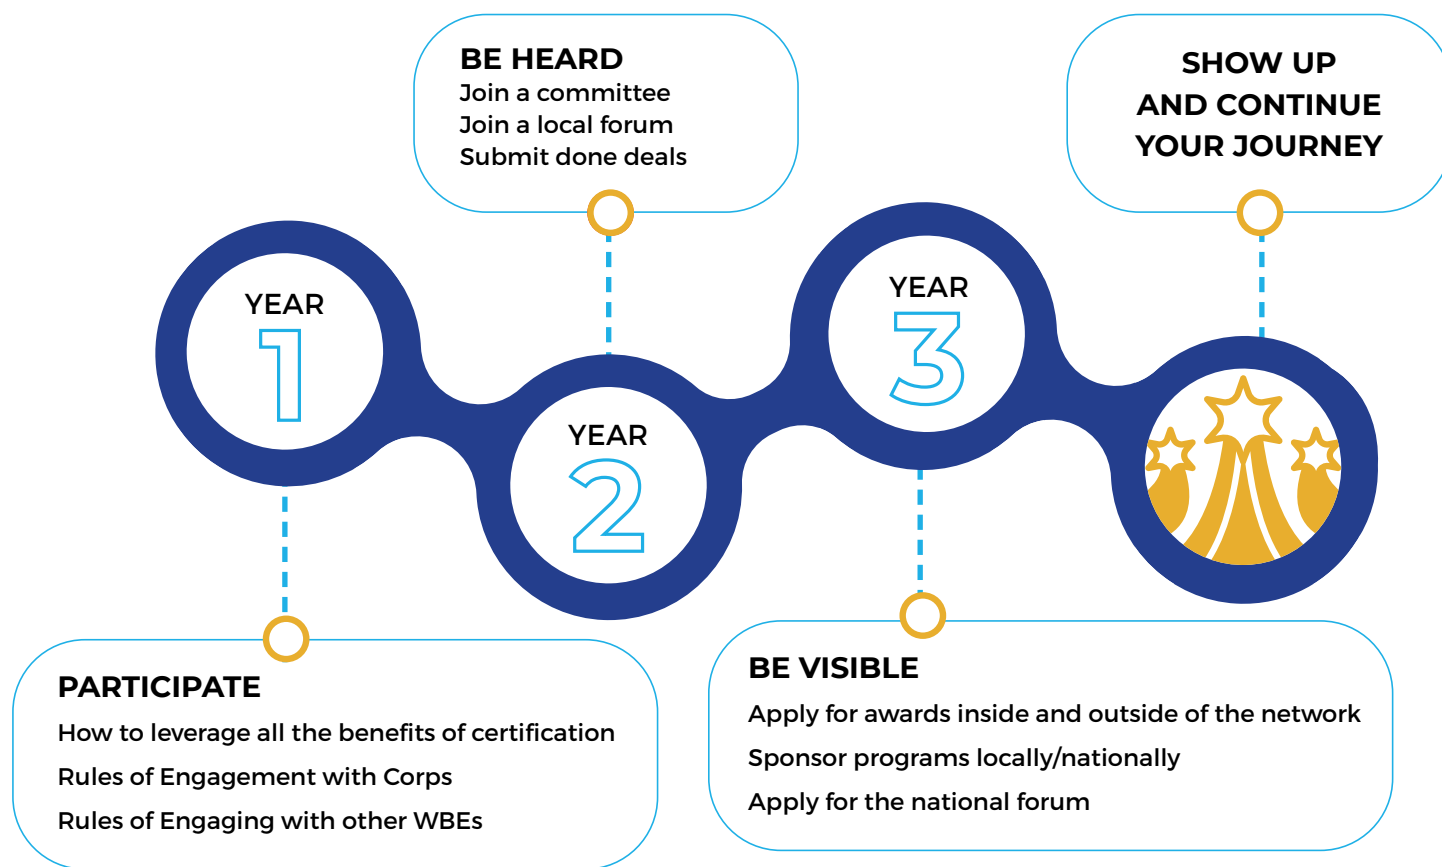 YEAR
1
PARTICIPATE
How to leverage all the benefits of certification
Rules of Engagement with Corps
Rules of Engaging with other WBEs
BE HEARD
Join a committee
Join a local forum
Submit done deals
YEAR
2
YEAR
3
BE VISIBLE
Apply for awards inside and outside of the network
Sponsor programs locally/nationally
Apply for the national forum
SHOW UP
AND CONTINUE
YOUR JOURNEY